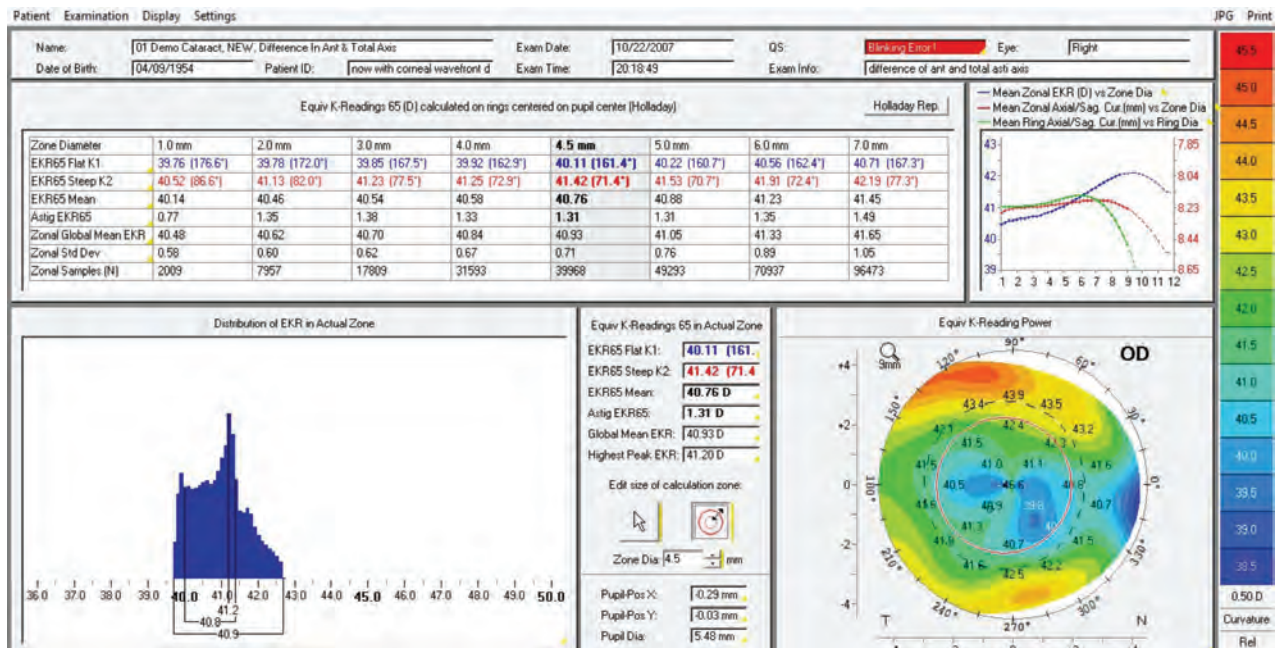 Patient Examination Display Settings JPG Print
Name: 01 Demo Cataract, NEW, Difference In Ant & Total Axis Exam Date: 10/22/2007 QS: Blinking Error! Eye: Right
Date of Birth: 04/09/1954 Patient ID: now with corneal wavefront d Exam Time: 20:18:49 Exam Info: difference of ant and total asti axis
Equiv K-Readings 65 (D) calculated on rings centered on pupil center (Holladay) Holladay Rep.
Zone Diameter 1.0 mm 2.0 mm 3.0 mm 4.0 mm 4.5 mm 5.0 mm 6.0 mm 7.0 mm
EKR65 Flat K1 39.76 (176.6°) 39.78 (172.0°) 39.85 (167.5°) 39.92 (162.9°) 40.11 (161.4°) 40.22 (160.7°) 40.56 (162.4°) 40.71 (167.3°)
EKR65 Steep K2 40.52 (86.6°) 41.13 (82.0°) 41.23 (77.5°) 41.25 (72.9°) 41.42 (71.4°) 41.53 (70.7°) 41.91 (72.4°) 42.19 (77.3°)
EKR65 Mean 40.14 40.46 40.54 40.58 40.76 40.88 41.23 41.45
Astig EKR65 0.77 1.35 1.38 1.33 1.31 1.31 1.35 1.49
Zonal Global Mean EKR 40.48 40.62 40.70 40.84 40.93 41.05 41.33 41.65
Zonal Std Dev 0.58 0.60 0.62 0.67 0.71 0.76 0.89 1.05
Zonal Samples (N) 2009 7957 17809 31593 39968 49293 70937 96473
Mean Zonal EKR (D) vs Zone Dia
Mean Zonal Axial/Sag. Cur.(mm) vs Zone Dia
Mean Ring Axial/Sag. Cur.(mm) vs Ring Dia
43 7.85
42 8.04
41 8.23
40 8.44
39 8.65
1 2 3 4 5 6 7 8 9 10 11 12
Distribution of EKR in Actual Zone
36.0 37.0 38.0 39.0 40.0 41.0 42.0 43.0 44.0 45.0 46.0 47.0 48.0 49.0 50.0
41.2
40.8
40.9
Equiv K-Readings 65 in Actual Zone
EKR65 Flat K1: 40.11 (161.
EKR65 Steep K2: 41.42 (71.4
EKR65 Mean: 40.76 D
Astig EKR65: 1.31 D
Global Mean EKR: 40.93 D
Highest Peak EKR: 41.20 D
Edit size of calculation zone:
Zone Dia: 4.5 mm
Pupil-Pos X: -0.29 mm
Pupil-Pos Y: -0.03 mm
Pupil Dia: 5.48 mm
Equiv K-Reading Power
9mm OD
90°
120° 60°
150° 30°
180° 0°
210° 330°
240° 300°
270°
+4
+2
0
-2
-4
43.9
43.4 43.5
42.1 42.4 43.2
41.5 42.3
41.5 41.0 41.1 41.6
40.5 40.8
41.6 39.8 40.7
41.3
41.9 40.7 41.5
41.6 42.2
42.5
T N
45.5
45.0
44.5
44.0
43.5
43.0
42.5
42.0
41.5
41.0
40.5
40.0
39.5
39.0
38.5
0.50 D
Curvature
Rel